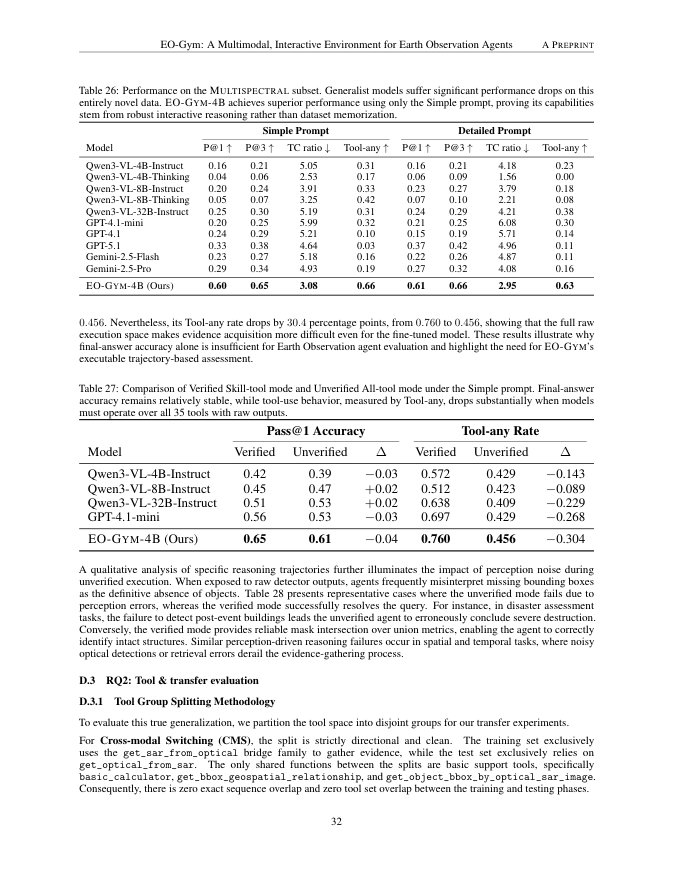 EO-Gym: A Multimodal, Interactive Environment for Earth Observation Agents A PREPRINT
Table 26: Performance on the MULTISPECTRAL subset. Generalist models suffer significant performance drops on this
entirely novel data. EO-GYM-4B achieves superior performance using only the Simple prompt, proving its capabilities
stem from robust interactive reasoning rather than dataset memorization.
Simple Prompt Detailed Prompt
Model P@1 ↑ P@3 ↑ TC ratio ↓ Tool-any ↑ P@1 ↑ P@3 ↑ TC ratio ↓ Tool-any ↑
Qwen3-VL-4B-Instruct 0.16 0.21 5.05 0.31 0.16 0.21 4.18 0.23
Qwen3-VL-4B-Thinking 0.04 0.06 2.53 0.17 0.06 0.09 1.56 0.00
Qwen3-VL-8B-Instruct 0.20 0.24 3.91 0.33 0.23 0.27 3.79 0.18
Qwen3-VL-8B-Thinking 0.05 0.07 3.25 0.42 0.07 0.10 2.21 0.08
Qwen3-VL-32B-Instruct 0.25 0.30 5.19 0.31 0.24 0.29 4.21 0.38
GPT-4.1-mini 0.20 0.25 5.99 0.32 0.21 0.25 6.08 0.30
GPT-4.1 0.24 0.29 5.21 0.10 0.15 0.19 5.71 0.14
GPT-5.1 0.33 0.38 4.64 0.03 0.37 0.42 4.96 0.11
Gemini-2.5-Flash 0.23 0.27 5.18 0.16 0.22 0.26 4.87 0.11
Gemini-2.5-Pro 0.29 0.34 4.93 0.19 0.27 0.32 4.08 0.16
EO-GYM-4B (Ours) 0.60 0.65 3.08 0.66 0.61 0.66 2.95 0.63
0.456. Nevertheless, its Tool-any rate drops by 30.4 percentage points, from 0.760 to 0.456, showing that the full raw
execution space makes evidence acquisition more difficult even for the fine-tuned model. These results illustrate why
final-answer accuracy alone is insufficient for Earth Observation agent evaluation and highlight the need for EO-GYM's
executable trajectory-based assessment.
Table 27: Comparison of Verified Skill-tool mode and Unverified All-tool mode under the Simple prompt. Final-answer
accuracy remains relatively stable, while tool-use behavior, measured by Tool-any, drops substantially when models
must operate over all 35 tools with raw outputs.
Pass@1 Accuracy Tool-any Rate
Model Verified Unverified Δ Verified Unverified Δ
Qwen3-VL-4B-Instruct 0.42 0.39 −0.03 0.572 0.429 −0.143
Qwen3-VL-8B-Instruct 0.45 0.47 +0.02 0.512 0.423 −0.089
Qwen3-VL-32B-Instruct 0.51 0.53 +0.02 0.638 0.409 −0.229
GPT-4.1-mini 0.56 0.53 −0.03 0.697 0.429 −0.268
EO-GYM-4B (Ours) 0.65 0.61 −0.04 0.760 0.456 −0.304
A qualitative analysis of specific reasoning trajectories further illuminates the impact of perception noise during
unverified execution. When exposed to raw detector outputs, agents frequently misinterpret missing bounding boxes
as the definitive absence of objects. Table 28 presents representative cases where the unverified mode fails due to
perception errors, whereas the verified mode successfully resolves the query. For instance, in disaster assessment
tasks, the failure to detect post-event buildings leads the unverified agent to erroneously conclude severe destruction.
Conversely, the verified mode provides reliable mask intersection over union metrics, enabling the agent to correctly
identify intact structures. Similar perception-driven reasoning failures occur in spatial and temporal tasks, where noisy
optical detections or retrieval errors derail the evidence-gathering process.
D.3 RQ2: Tool & transfer evaluation
D.3.1 Tool Group Splitting Methodology
To evaluate this true generalization, we partition the tool space into disjoint groups for our transfer experiments.
For Cross-modal Switching (CMS), the split is strictly directional and clean. The training set exclusively
uses the get_sar_from_optical bridge family to gather evidence, while the test set exclusively relies on
get_optical_from_sar. The only shared functions between the splits are basic support tools, specifically
basic_calculator, get_bbox_geospatial_relationship, and get_object_bbox_by_optical_sar_image.
Consequently, there is zero exact sequence overlap and zero tool set overlap between the training and testing phases.
32